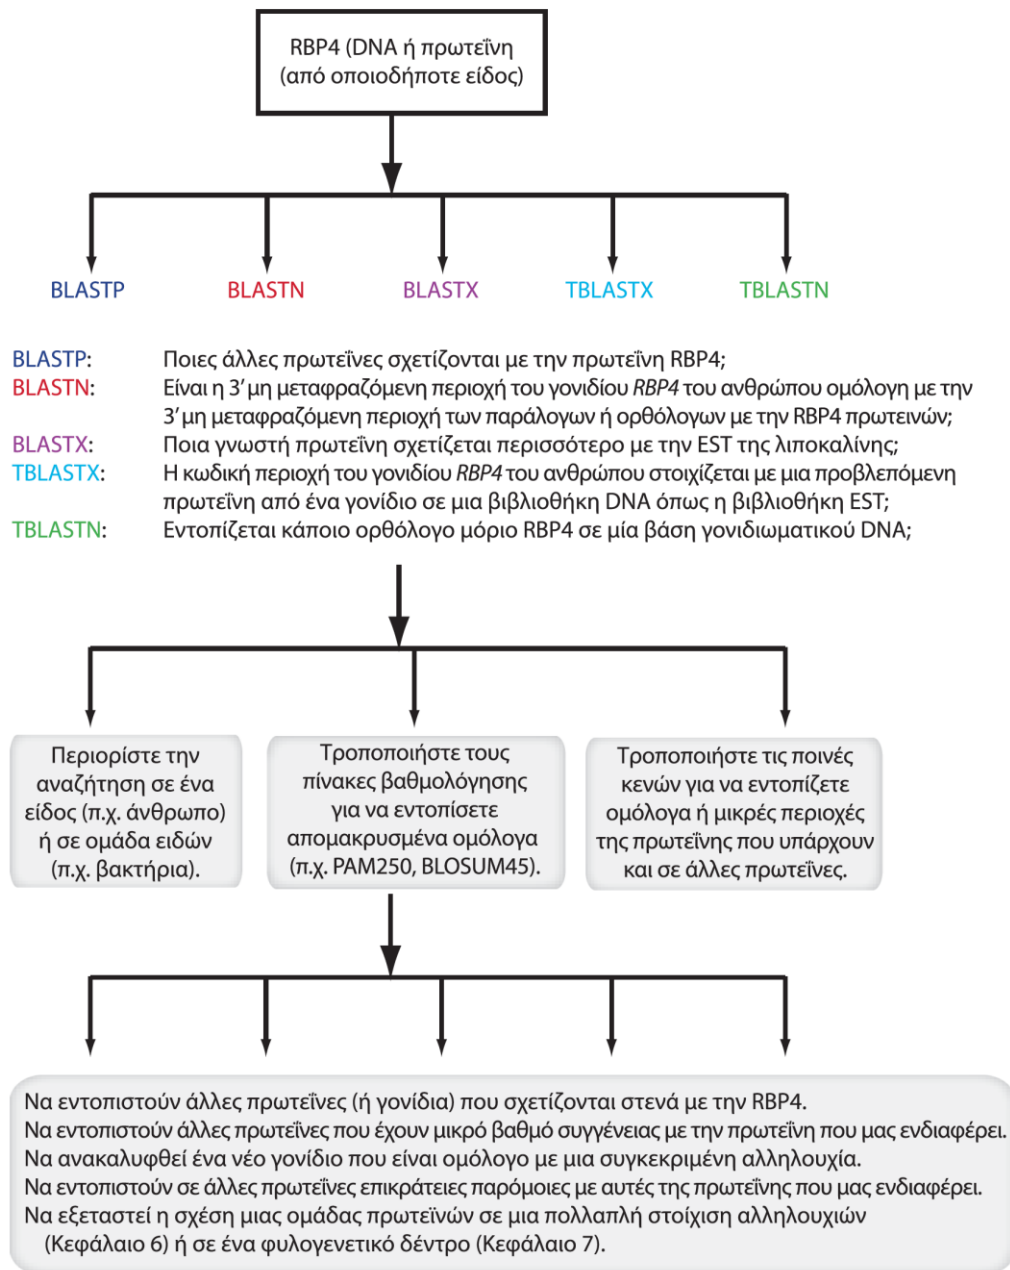 RBP4 (DNA ή πρωτεΐνη
(από οποιοδήποτε είδος)
BLASTP BLASTN BLASTX TBLASTX TBLASTN
BLASTP: Ποιες άλλες πρωτεΐνες σχετίζονται με την πρωτεΐνη RBP4;
BLASTN: Είναι η 3' μη μεταφραζόμενη περιοχή του γονιδίου RBP4 του ανθρώπου ομόλογη με την
3' μη μεταφραζόμενη περιοχή των παράλογων ή ορθόλογων με την RBP4 πρωτεινών;
BLASTX: Ποια γνωστή πρωτεΐνη σχετίζεται περισσότερο με την EST της λιποκαλίνης;
TBLASTX: Η κωδική περιοχή του γονιδίου RBP4 του ανθρώπου στοιχίζεται με μια προβλεπόμενη
πρωτεΐνη από ένα γονίδιο σε μια βιβλιοθήκη DNA όπως η βιβλιοθήκη EST;
TBLASTN: Εντοπίζεται κάποιο ορθόλογο μόριο RBP4 σε μία βάση γονιδιωματικού DNA;
Περιορίστε την
αναζήτηση σε ένα
είδος (π.χ. άνθρωπο)
ή σε ομάδα ειδών
(π.χ. βακτήρια).
Τροποποιήστε τους
πίνακες βαθμολόγησης
για να εντοπίσετε
απομακρυσμένα ομόλογα
(π.χ. PAM250, BLOSUM45).
Τροποποιήστε τις ποινές
κενών για να εντοπίζετε
ομόλογα ή μικρές περιοχές
της πρωτεΐνης που υπάρχουν
και σε άλλες πρωτεΐνες.
Να εντοπιστούν άλλες πρωτεΐνες (ή γονίδια) που σχετίζονται στενά με την RBP4.
Να εντοπιστούν άλλες πρωτεΐνες που έχουν μικρό βαθμό συγγένειας με την πρωτεΐνη που μας ενδιαφέρει.
Να ανακαλυφθεί ένα νέο γονίδιο που είναι ομόλογο με μια συγκεκριμένη αλληλουχία.
Να εντοπιστούν σε άλλες πρωτεΐνες επικράτειες παρόμοιες με αυτές της πρωτεΐνης που μας ενδιαφέρει.
Να εξεταστεί η σχέση μιας ομάδας πρωτεϊνών σε μια πολλαπλή στοίχιση αλληλουχιών
(Κεφάλαιο 6) ή σε ένα φυλογενετικό δέντρο (Κεφάλαιο 7).